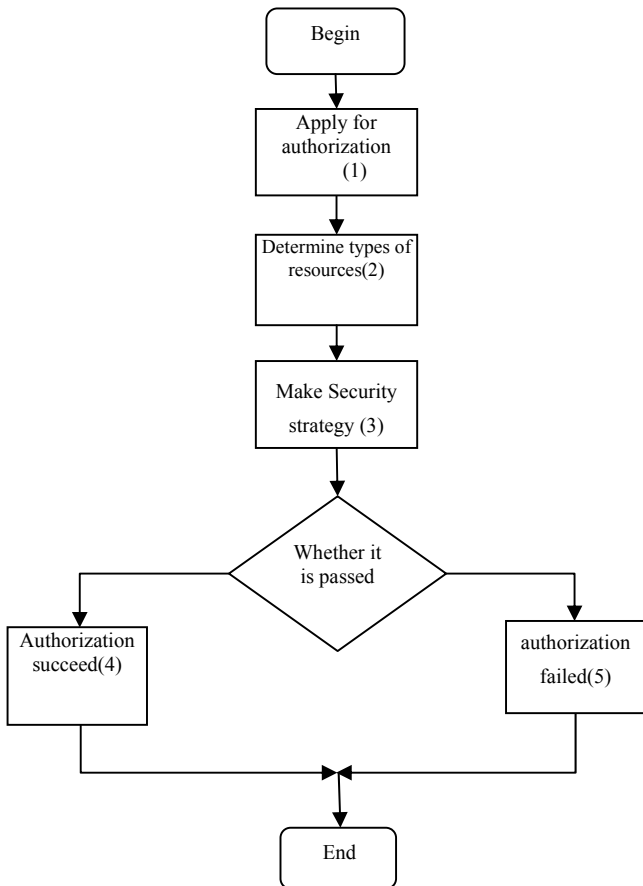 Begin
Apply for
authorization
(1)
Determine types of
resources(2)
Make Security
strategy (3)
Whether it
is passed
Authorization
succeed(4)
authorization
failed(5)
End